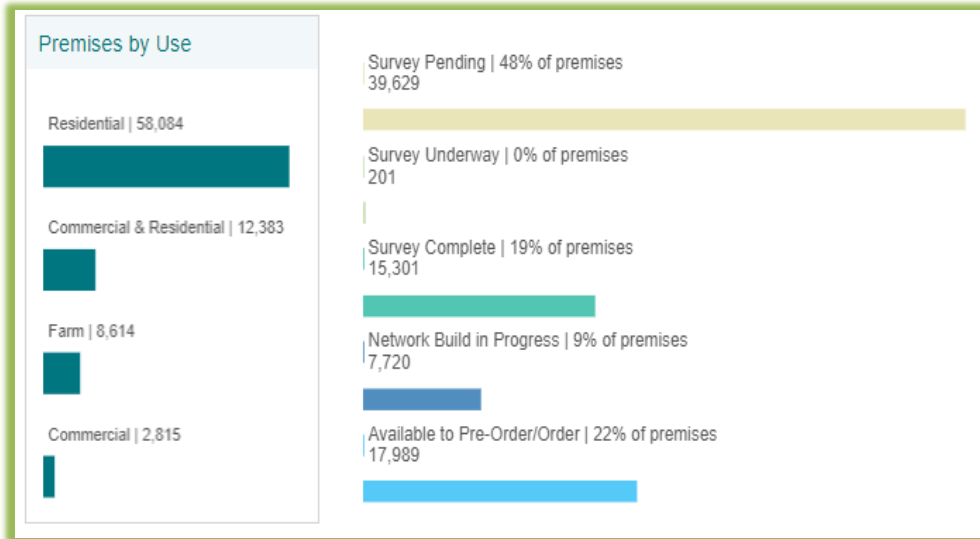 Premises by Use
Residential | 58,084
Commercial & Residential | 12,383
Farm | 8,614
Commercial | 2,815
Survey Pending | 48% of premises
39,629
Survey Underway | 0% of premises
201
Survey Complete | 19% of premises
15,301
Network Build in Progress | 9% of premises
7,720
Available to Pre-Order/Order | 22% of premises
17,989